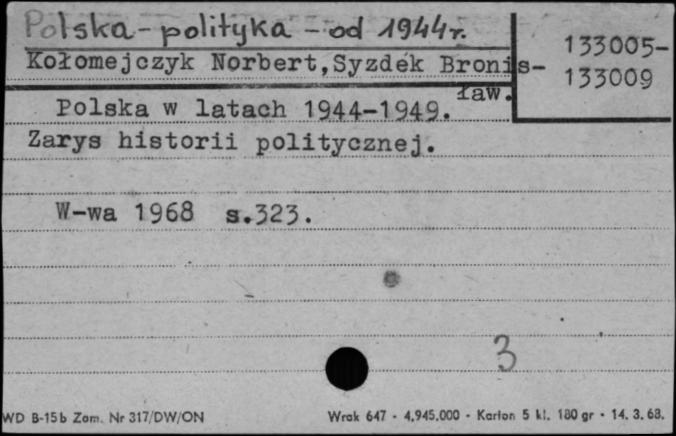 Polska - polityka - od 1944r.
133005-
133009
Kołomejczyk Norbert,Syzdek Bronis-
ław.
Polska w latach 1944-1949.
Zarys historii politycznej.
W-wa 1968 s.323.
3
WD B-15b Zam. Nr 317/DW/ON
Wrak 647 - 4.945.000 - Karton 5 kl. 180 gr - 14. 3. 68.